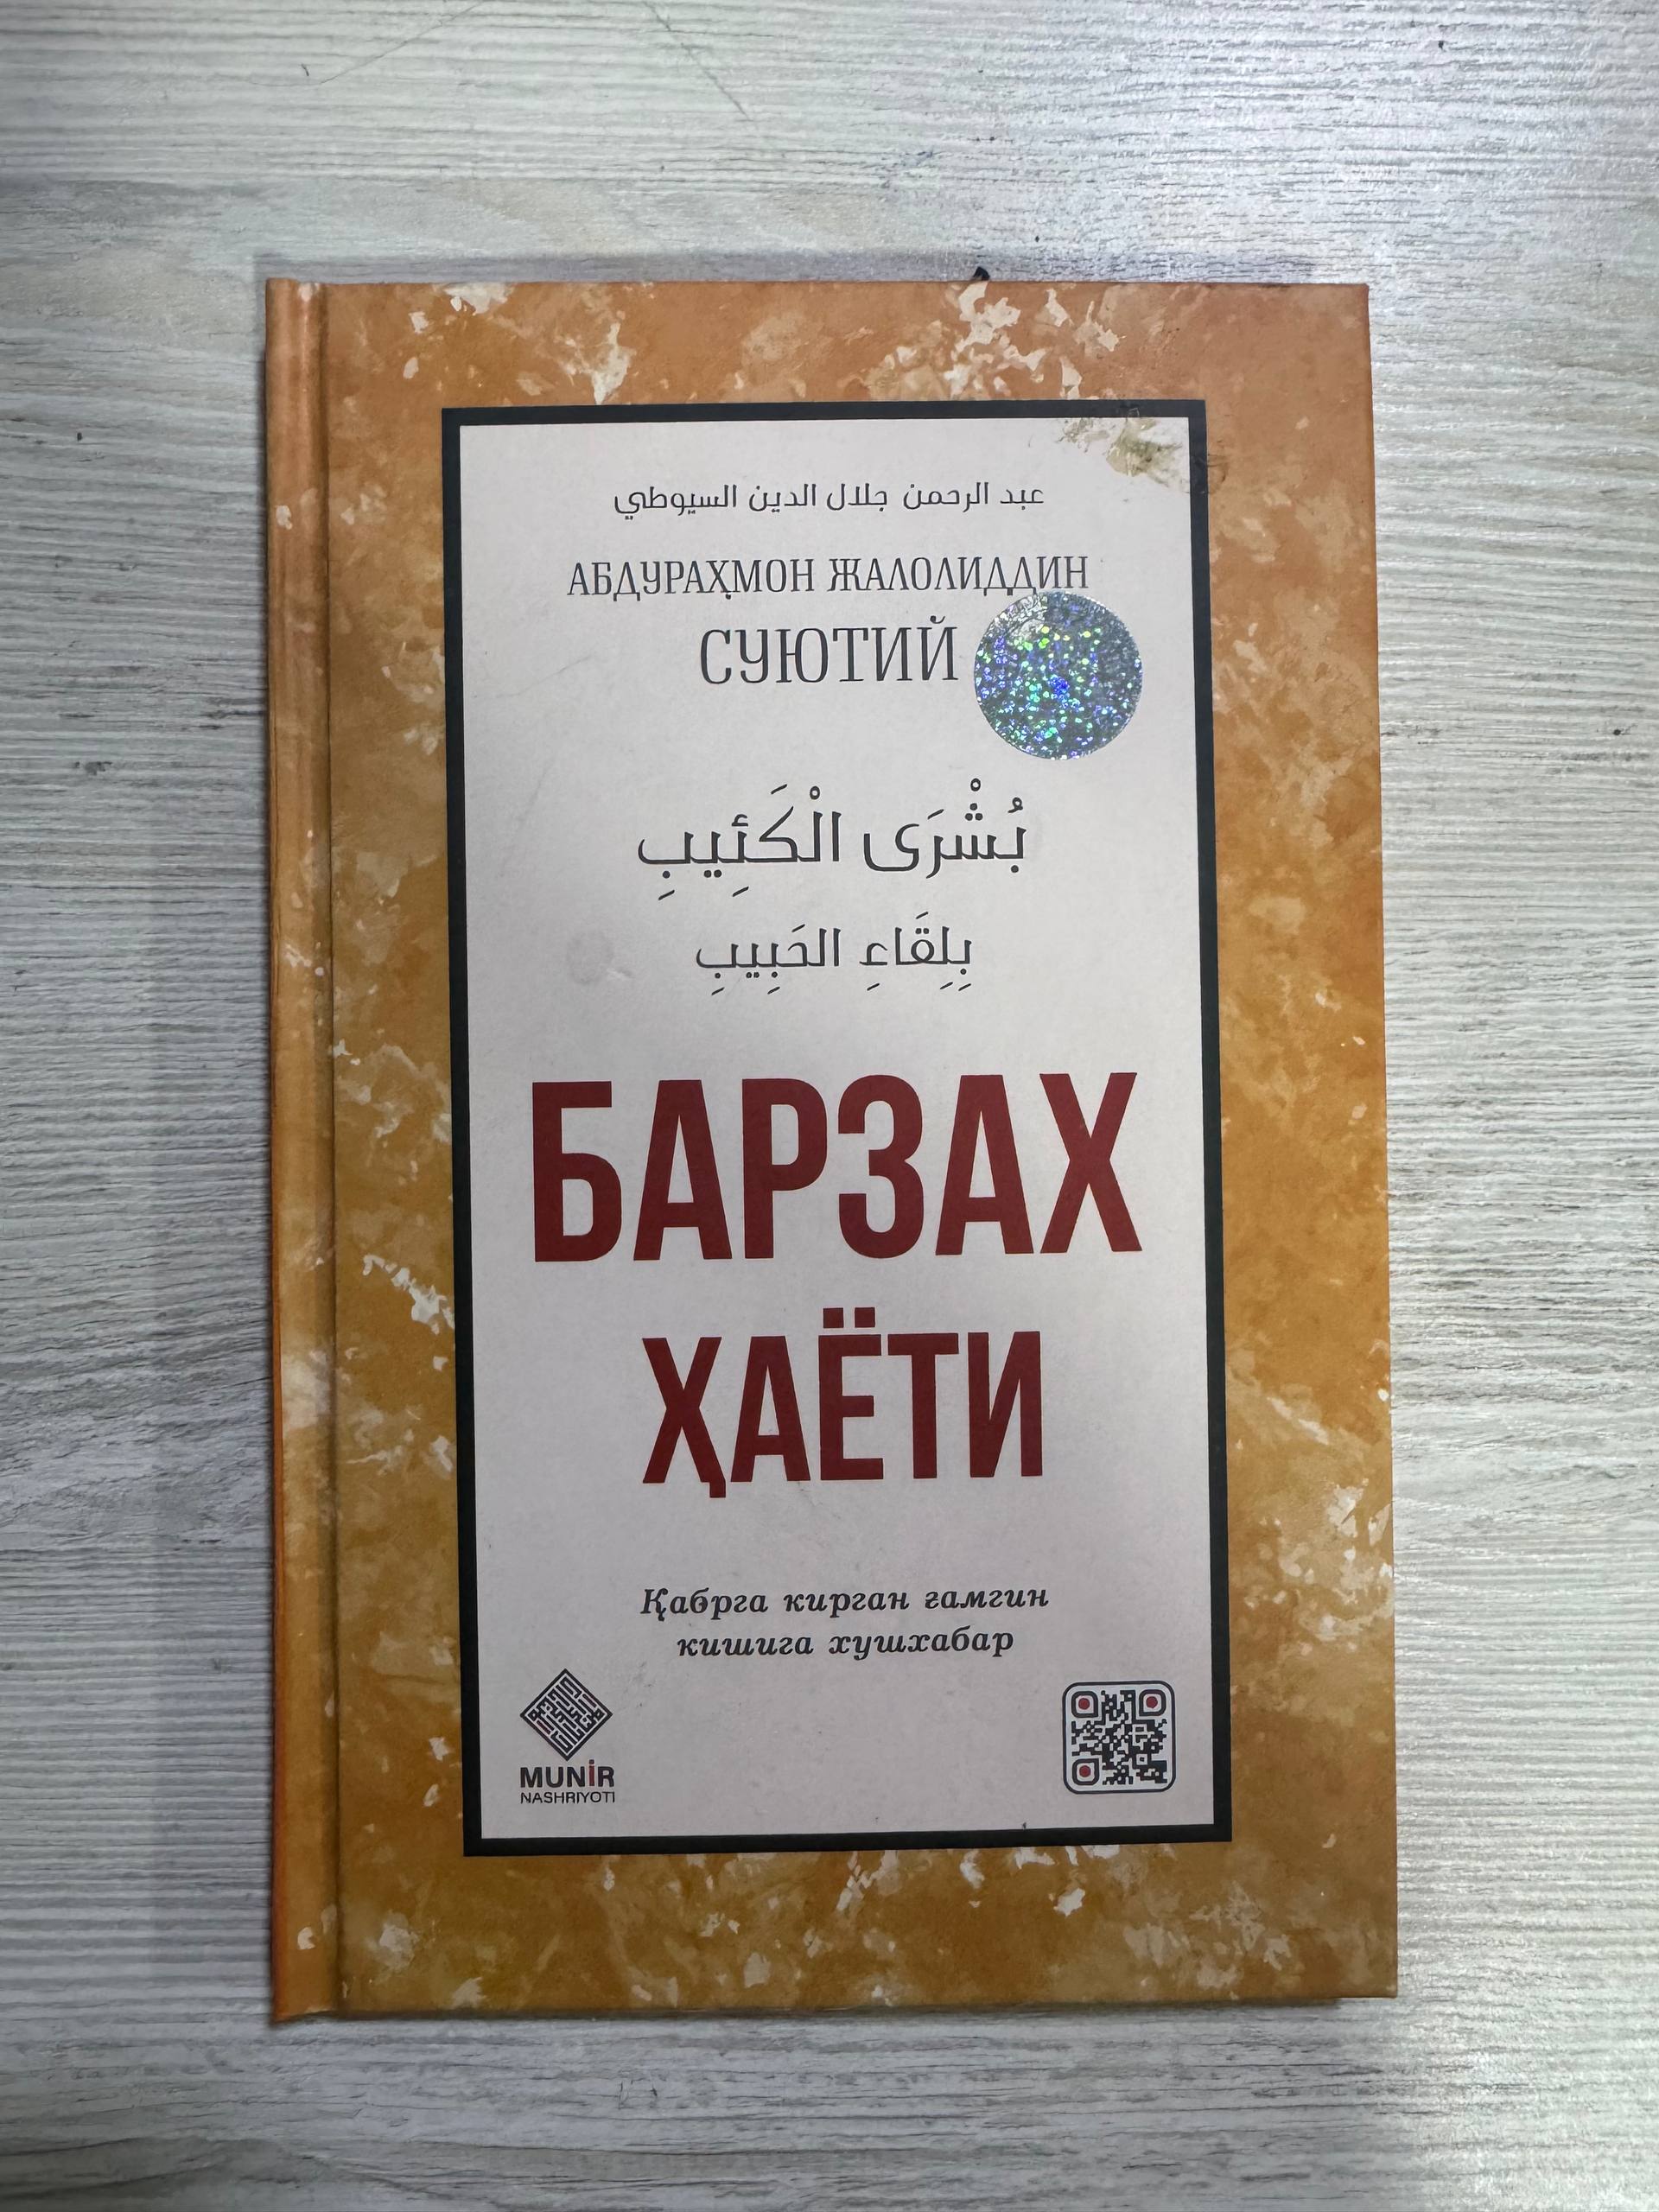 عبد الرحمن جلال الدين السيوطي
АБДУРАҲМОН ЖАЛОЛИДДИН
СУЮТИЙ
بُشْرَى الْكَئِيبِ
بِلِقَاءِ الحَبِيبِ
БАРЗАХ
ҲАЁТИ
Қабрга кирган ғамгин
кишига хушхабар
MUNİR
NASHRIYOTI